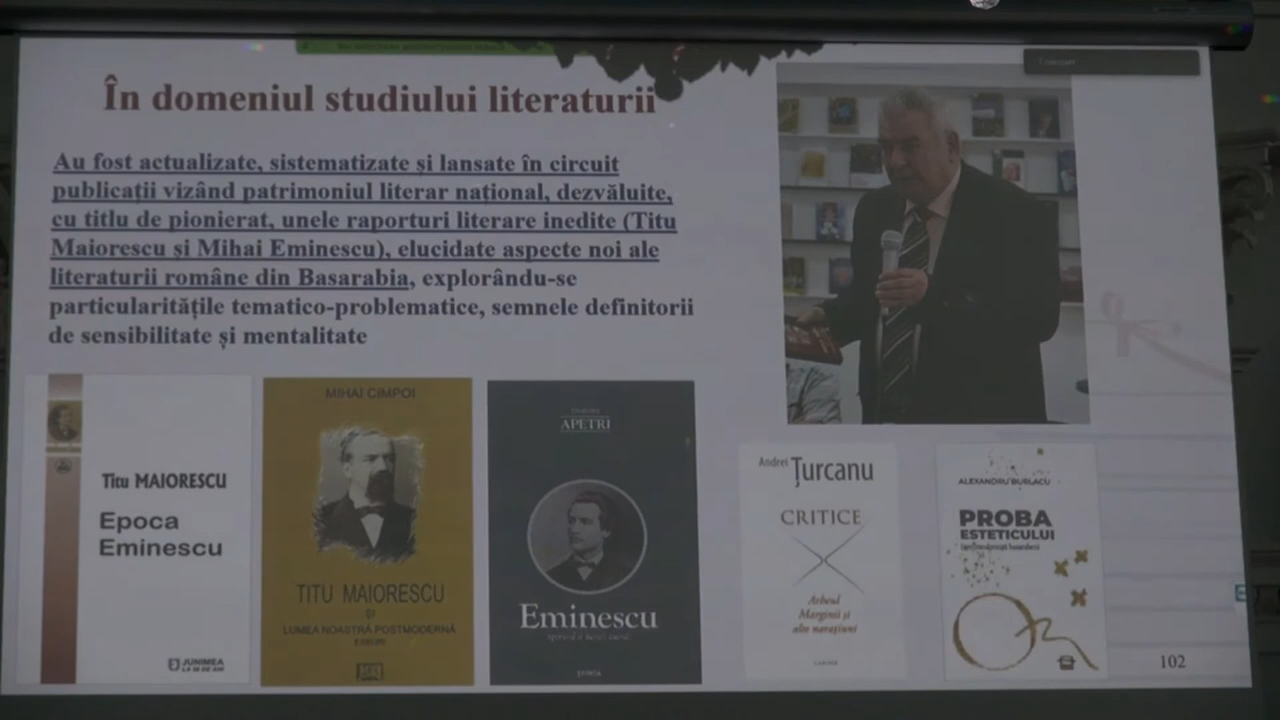 În domeniul studiului literaturii
Au fost actualizate, sistematizate și lansate în circuit
publicații vizând patrimoniul literar național, dezvăluite,
cu titlu de pionierat, unele raporturi literare inedite (Titu
Maiorescu și Mihai Eminescu), elucidate aspecte noi ale
literaturii române din Basarabia, explorându-se
particularitățile tematico-problematice, semnele definitorii
de sensibilitate și mentalitate
Titu MAIORESCU
Epoca
Eminescu
JUNIMEA
MIHAI CIMPOI
TITU MAIORESCU
ȘI
LUMEA NOASTRĂ POSTMODERNĂ
APETRI
Eminescu
Andrei Țurcanu
CRITICE
Arborul
Marginii și
alte narațiuni
CARTIER
ALEXANDRU BURLACU
PROBA
ESTETICULUI
102